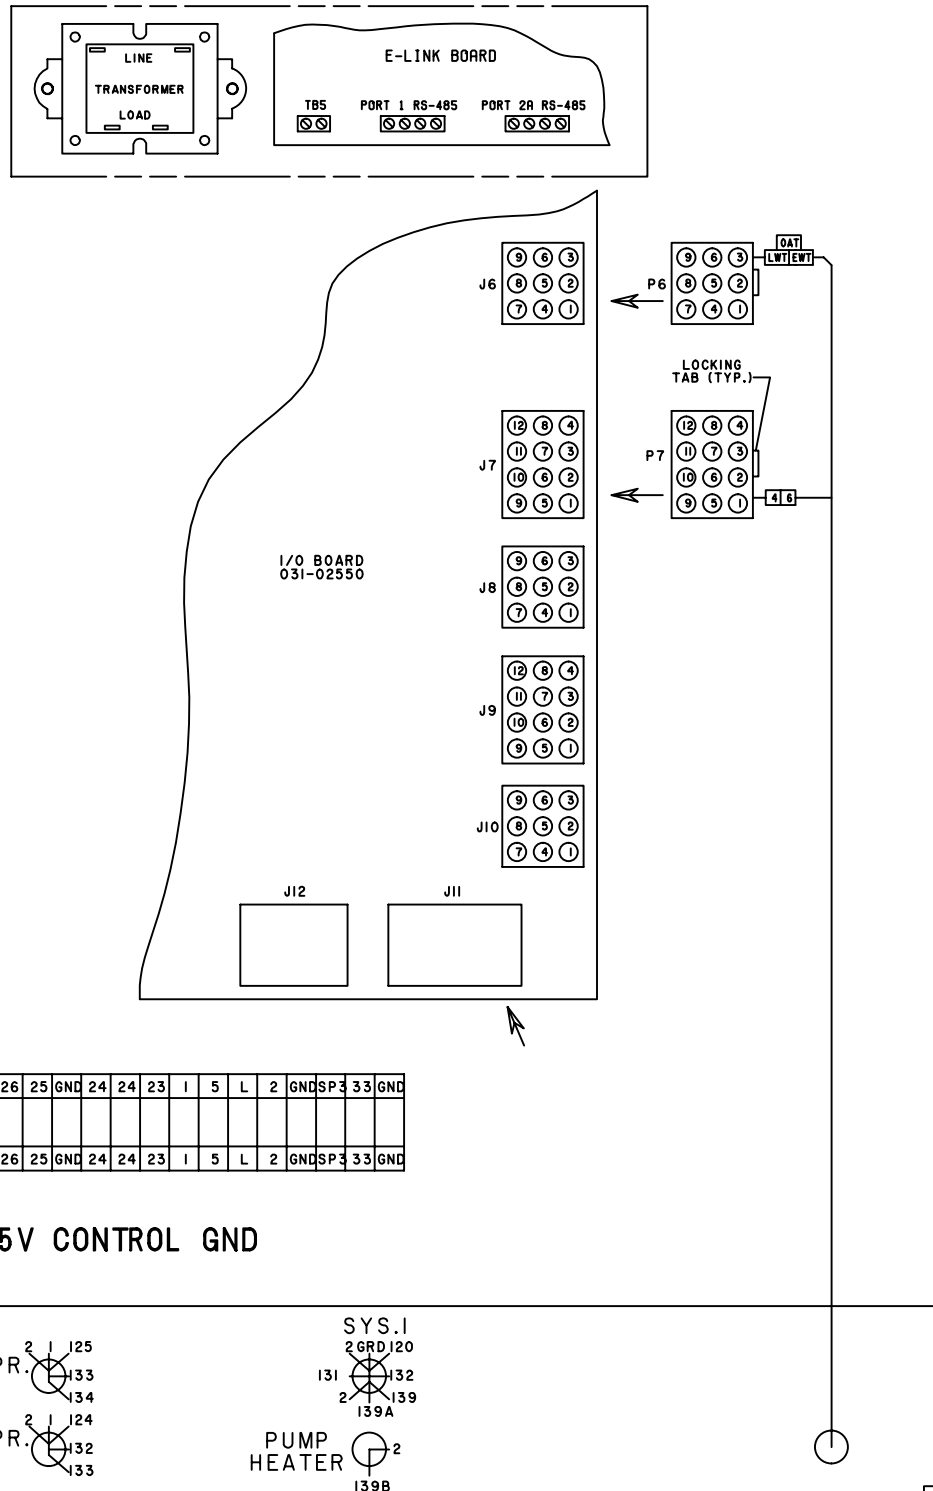 E-LINK BOARD
LINE
TRANSFORMER
LOAD
TB5 PORT 1 RS-485 PORT 2A RS-485
OAT
LWT EWT
J6
9 6 3
8 5 2
7 4 1
P6
9 6 3
8 5 2
7 4 1
LOCKING
TAB (TYP.)
J7
12 8 4
11 7 3
10 6 2
9 5 1
P7
12 8 4
11 7 3
10 6 2
9 5 1
4 6
I/O BOARD
031-02550
J8
9 6 3
8 5 2
7 4 1
J9
12 8 4
11 7 3
10 6 2
9 5 1
J10
9 6 3
8 5 2
7 4 1
J12 J11
26 25 GND 24 24 23 1 5 L 2 GND SP3 33 GND
26 25 GND 24 24 23 1 5 L 2 GND SP3 33 GND
5V CONTROL GND
PR.
2 1 125
133
134
SYS.1
2 GRD 120
131 132
2 139
139A
PR.
2 1 124
132
133
PUMP
HEATER
2
139B